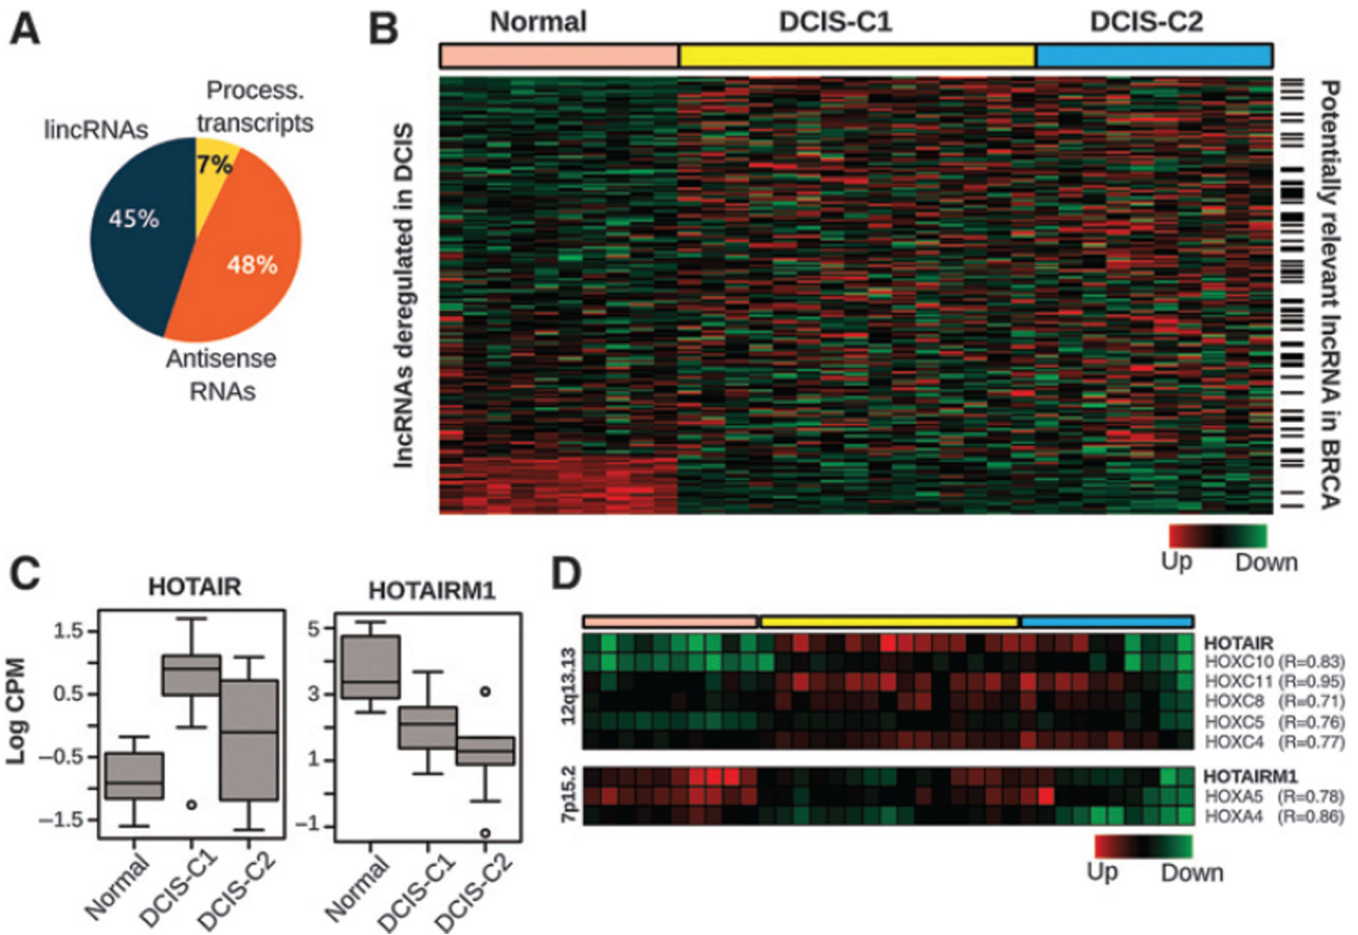 A
Process.
transcripts
lincRNAs
7%
45%
48%
Antisense
RNAs
B
Normal
DCIS-C1
DCIS-C2
lncRNAs deregulated in DCIS
Potentially relevant lncRNA in BRCA
Up
Down
C
HOTAIR
Log CPM
1.5
0.5
−0.5
−1.5
Normal
DCIS-C1
DCIS-C2
HOTAIRM1
5
3
1
−1
Normal
DCIS-C1
DCIS-C2
D
12q13.13
HOTAIR
HOXC10 (R=0.83)
HOXC11 (R=0.95)
HOXC8 (R=0.71)
HOXC5 (R=0.76)
HOXC4 (R=0.77)
7p15.2
HOTAIRM1
HOXA5 (R=0.78)
HOXA4 (R=0.86)
Up
Down